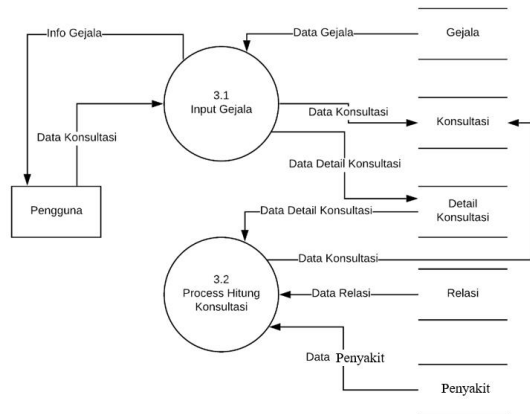 Info Gejala
Data Gejala
Gejala
3.1
Input Gejala
Data Konsultasi
Konsultasi
Data Konsultasi
Data Detail Konsultasi
Pengguna
Detail
Konsultasi
Data Detail Konsultasi
3.2
Process Hitung
Konsultasi
Data Konsultasi
Data Relasi
Relasi
Data Penyakit
Penyakit